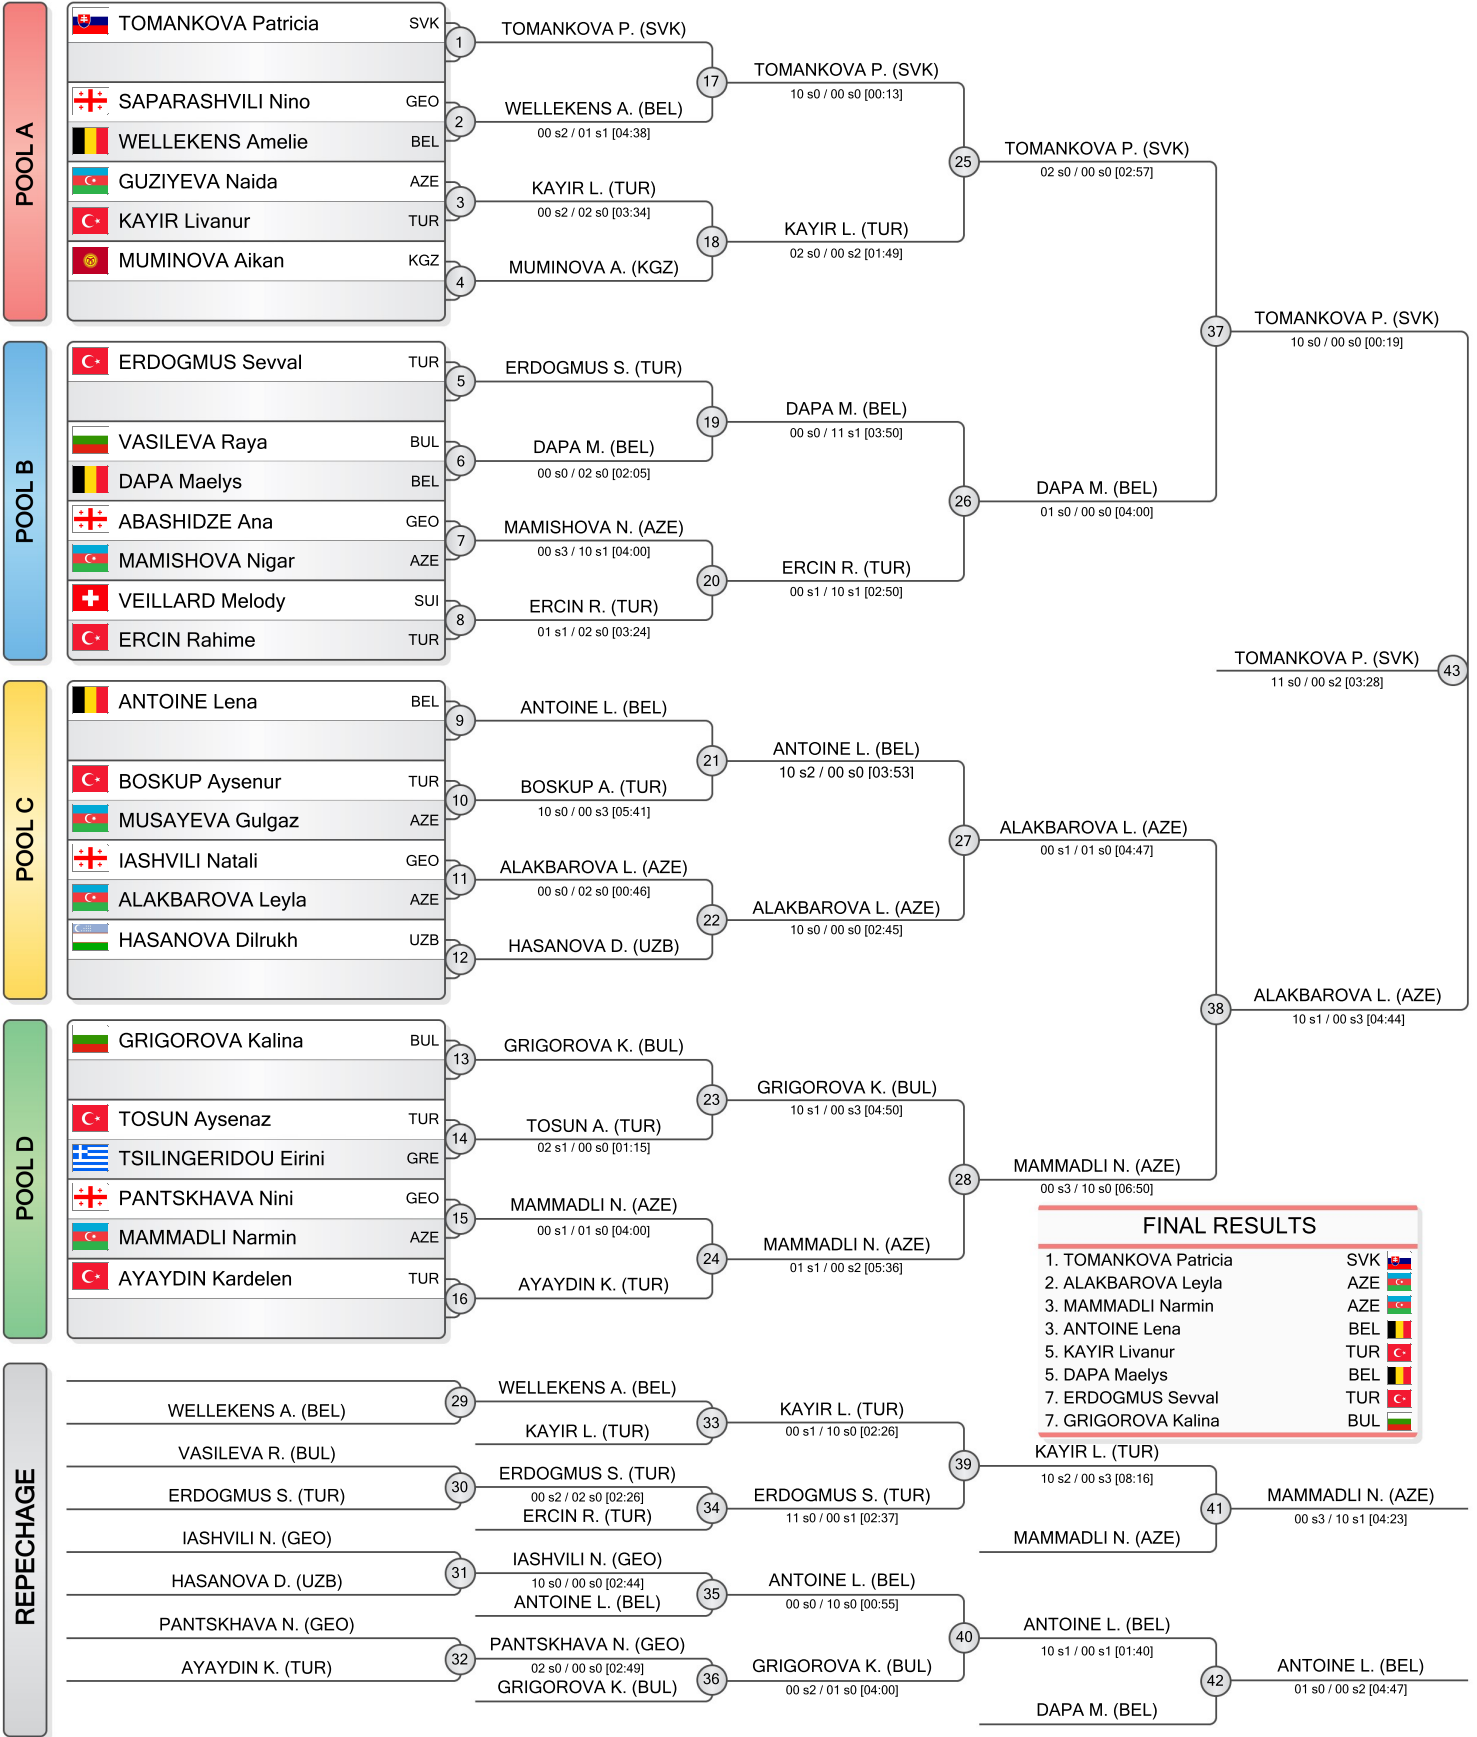 POOL A
TOMANKOVA Patricia SVK
SAPARASHVILI Nino GEO
WELLEKENS Amelie BEL
GUZIYEVA Naida AZE
KAYIR Livanur TUR
MUMINOVA Aikan KGZ
1
2
3
4
TOMANKOVA P. (SVK)
WELLEKENS A. (BEL)
00 s2 / 01 s1 [04:38]
KAYIR L. (TUR)
00 s2 / 02 s0 [03:34]
MUMINOVA A. (KGZ)
17
18
TOMANKOVA P. (SVK)
10 s0 / 00 s0 [00:13]
KAYIR L. (TUR)
02 s0 / 00 s2 [01:49]
25
TOMANKOVA P. (SVK)
02 s0 / 00 s0 [02:57]
POOL B
ERDOGMUS Sevval TUR
VASILEVA Raya BUL
DAPA Maelys BEL
ABASHIDZE Ana GEO
MAMISHOVA Nigar AZE
VEILLARD Melody SUI
ERCIN Rahime TUR
5
6
7
8
ERDOGMUS S. (TUR)
DAPA M. (BEL)
00 s0 / 02 s0 [02:05]
MAMISHOVA N. (AZE)
00 s3 / 10 s1 [04:00]
ERCIN R. (TUR)
01 s1 / 02 s0 [03:24]
19
20
DAPA M. (BEL)
00 s0 / 11 s1 [03:50]
ERCIN R. (TUR)
00 s1 / 10 s1 [02:50]
26
DAPA M. (BEL)
01 s0 / 00 s0 [04:00]
37
TOMANKOVA P. (SVK)
10 s0 / 00 s0 [00:19]
TOMANKOVA P. (SVK)
11 s0 / 00 s2 [03:28]
43
POOL C
ANTOINE Lena BEL
BOSKUP Aysenur TUR
MUSAYEVA Gulgaz AZE
IASHVILI Natali GEO
ALAKBAROVA Leyla AZE
HASANOVA Dilrukh UZB
9
10
11
12
ANTOINE L. (BEL)
BOSKUP A. (TUR)
10 s0 / 00 s3 [05:41]
ALAKBAROVA L. (AZE)
00 s0 / 02 s0 [00:46]
HASANOVA D. (UZB)
21
22
ANTOINE L. (BEL)
10 s2 / 00 s0 [03:53]
ALAKBAROVA L. (AZE)
10 s0 / 00 s0 [02:45]
27
ALAKBAROVA L. (AZE)
00 s1 / 01 s0 [04:47]
38
ALAKBAROVA L. (AZE)
10 s1 / 00 s3 [04:44]
POOL D
GRIGOROVA Kalina BUL
TOSUN Aysenaz TUR
TSILINGERIDOU Eirini GRE
PANTSKHAVA Nini GEO
MAMMADLI Narmin AZE
AYAYDIN Kardelen TUR
13
14
15
16
GRIGOROVA K. (BUL)
TOSUN A. (TUR)
02 s1 / 00 s0 [01:15]
MAMMADLI N. (AZE)
00 s1 / 01 s0 [04:00]
AYAYDIN K. (TUR)
23
24
GRIGOROVA K. (BUL)
10 s1 / 00 s3 [04:50]
MAMMADLI N. (AZE)
01 s1 / 00 s2 [05:36]
28
MAMMADLI N. (AZE)
00 s3 / 10 s0 [06:50]
FINAL RESULTS
1. TOMANKOVA Patricia SVK
2. ALAKBAROVA Leyla AZE
3. MAMMADLI Narmin AZE
3. ANTOINE Lena BEL
5. KAYIR Livanur TUR
5. DAPA Maelys BEL
7. ERDOGMUS Sevval TUR
7. GRIGOROVA Kalina BUL
REPECHAGE
WELLEKENS A. (BEL)
VASILEVA R. (BUL)
ERDOGMUS S. (TUR)
IASHVILI N. (GEO)
HASANOVA D. (UZB)
PANTSKHAVA N. (GEO)
AYAYDIN K. (TUR)
29
30
31
32
WELLEKENS A. (BEL)
KAYIR L. (TUR)
ERDOGMUS S. (TUR)
00 s2 / 02 s0 [02:26]
ERCIN R. (TUR)
IASHVILI N. (GEO)
10 s0 / 00 s0 [02:44]
ANTOINE L. (BEL)
PANTSKHAVA N. (GEO)
02 s0 / 00 s0 [02:49]
GRIGOROVA K. (BUL)
33
34
35
36
KAYIR L. (TUR)
00 s1 / 10 s0 [02:26]
ERDOGMUS S. (TUR)
11 s0 / 00 s1 [02:37]
ANTOINE L. (BEL)
00 s0 / 10 s0 [00:55]
GRIGOROVA K. (BUL)
00 s2 / 01 s0 [04:00]
39
40
KAYIR L. (TUR)
10 s2 / 00 s3 [08:16]
MAMMADLI N. (AZE)
ANTOINE L. (BEL)
10 s1 / 00 s1 [01:40]
DAPA M. (BEL)
41
42
MAMMADLI N. (AZE)
00 s3 / 10 s1 [04:23]
ANTOINE L. (BEL)
01 s0 / 00 s2 [04:47]